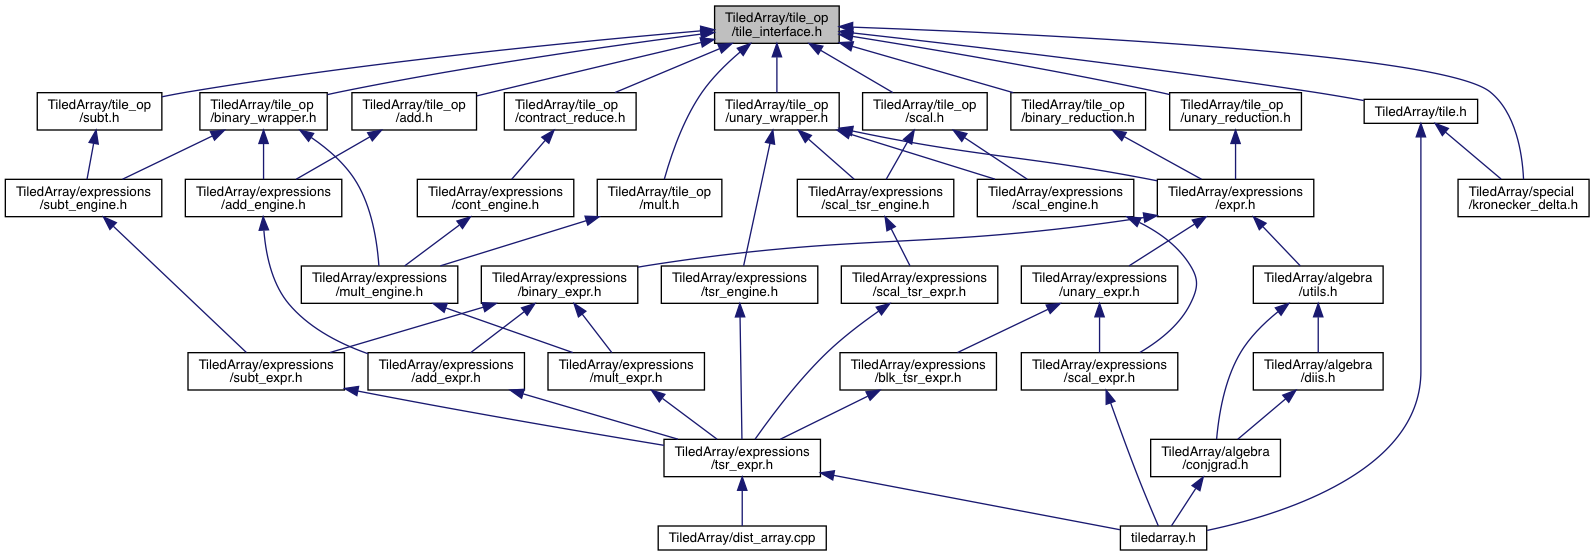 TiledArray/tile_op
/tile_interface.h
TiledArray/tile_op
/subt.h
TiledArray/tile_op
/binary_wrapper.h
TiledArray/tile_op
/add.h
TiledArray/tile_op
/contract_reduce.h
TiledArray/tile_op
/unary_wrapper.h
TiledArray/tile_op
/scal.h
TiledArray/tile_op
/binary_reduction.h
TiledArray/tile_op
/unary_reduction.h
TiledArray/tile.h
TiledArray/expressions
/subt_engine.h
TiledArray/expressions
/add_engine.h
TiledArray/expressions
/cont_engine.h
TiledArray/tile_op
/mult.h
TiledArray/expressions
/scal_tsr_engine.h
TiledArray/expressions
/scal_engine.h
TiledArray/expressions
/expr.h
TiledArray/special
/kronecker_delta.h
TiledArray/expressions
/mult_engine.h
TiledArray/expressions
/binary_expr.h
TiledArray/expressions
/tsr_engine.h
TiledArray/expressions
/scal_tsr_expr.h
TiledArray/expressions
/unary_expr.h
TiledArray/algebra
/utils.h
TiledArray/expressions
/subt_expr.h
TiledArray/expressions
/add_expr.h
TiledArray/expressions
/mult_expr.h
TiledArray/expressions
/blk_tsr_expr.h
TiledArray/expressions
/scal_expr.h
TiledArray/algebra
/diis.h
TiledArray/expressions
/tsr_expr.h
TiledArray/algebra
/conjgrad.h
TiledArray/dist_array.cpp
tiledarray.h